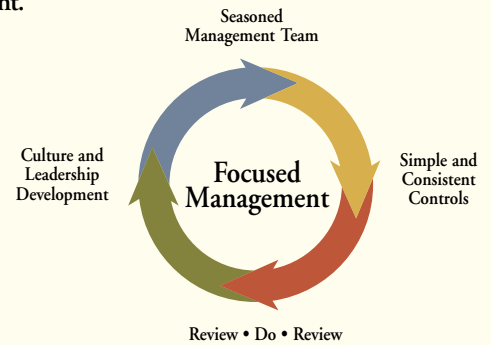 nt.
Seasoned
Management Team
Culture and
Leadership
Development
Focused
Management
Simple and
Consistent
Controls
Review • Do • Review